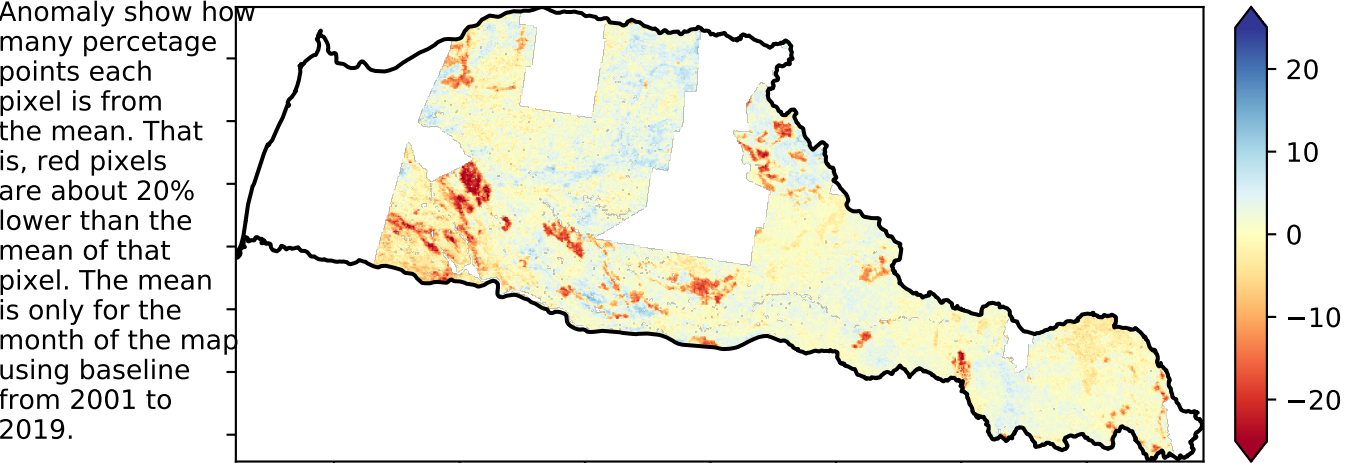 Anomaly show how
many percetage
points each
pixel is from
the mean. That
is, red pixels
are about 20%
lower than the
mean of that
pixel. The mean
is only for the
month of the map
using baseline
from 2001 to
2019.
20
10
0
−10
−20